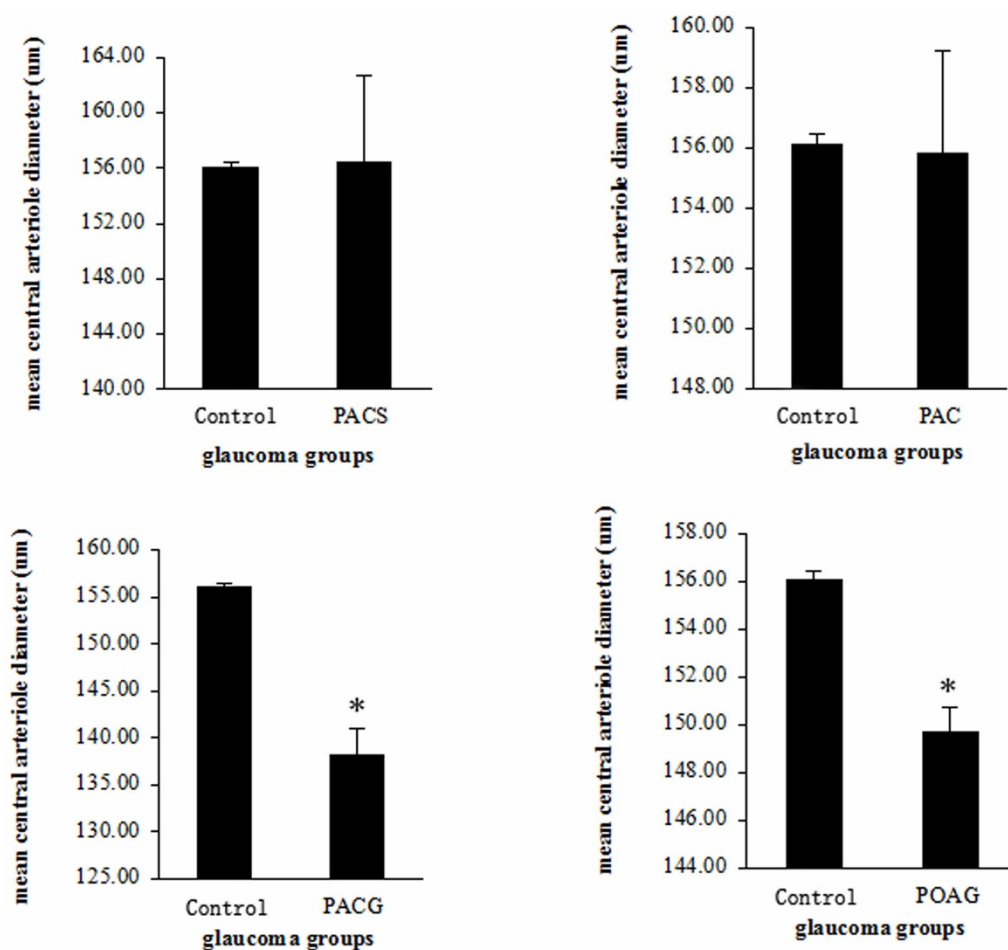 mean central arteriole diameter (um)
164.00
160.00
156.00
152.00
148.00
144.00
140.00
Control PACS
glaucoma groups
mean central arteriole diameter (um)
160.00
158.00
156.00
154.00
152.00
150.00
148.00
Control PAC
glaucoma groups
mean central arteriole diameter (um)
160.00
155.00
150.00
145.00
140.00
135.00
130.00
125.00
*
Control PACG
glaucoma groups
mean central arteriole diameter (um)
158.00
156.00
154.00
152.00
150.00
148.00
146.00
144.00
*
Control POAG
glaucoma groups